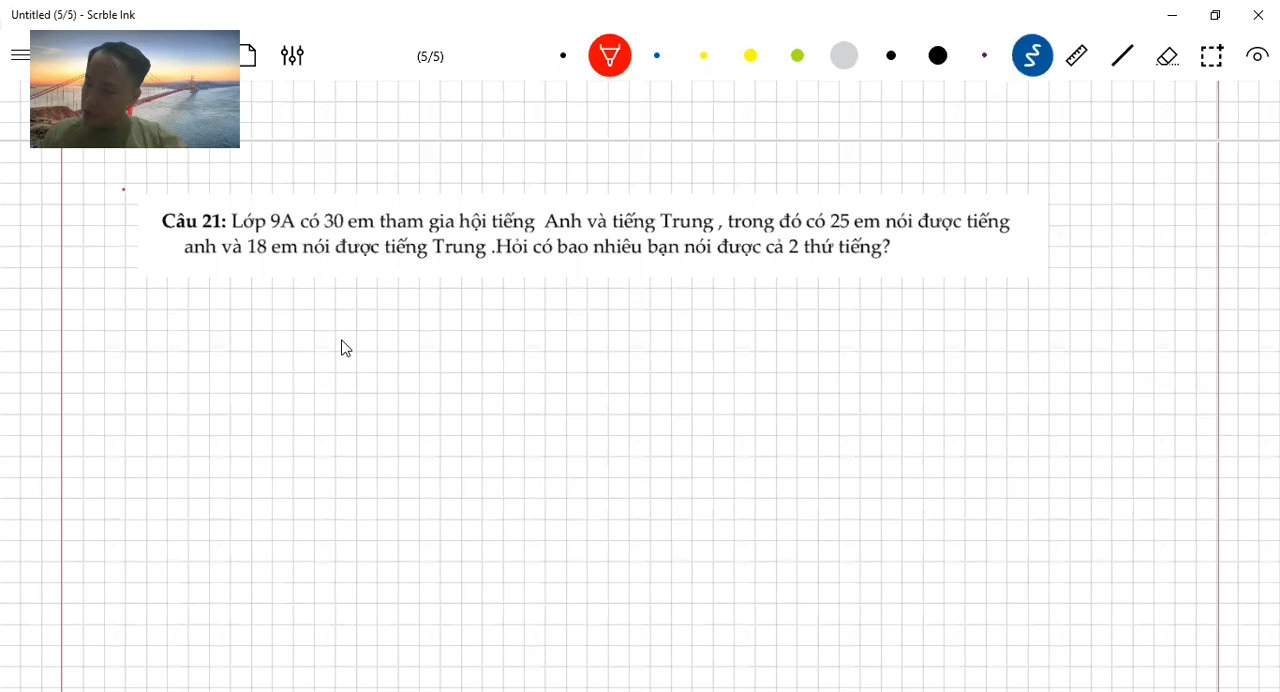 Untitled (5/5) - Scrble Ink
(5/5)
Câu 21: Lớp 9A có 30 em tham gia hội tiếng Anh và tiếng Trung , trong đó có 25 em nói được tiếng
anh và 18 em nói được tiếng Trung .Hỏi có bao nhiêu bạn nói được cả 2 thứ tiếng?